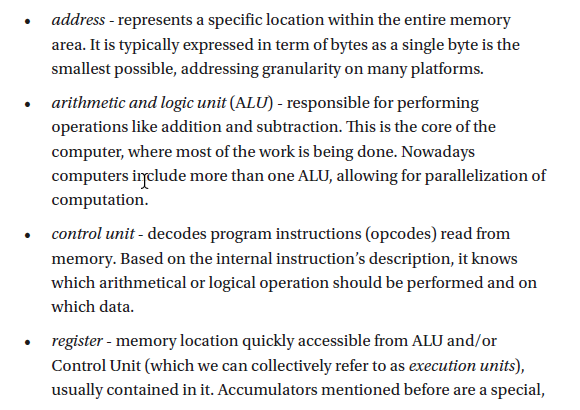 • address - represents a specific location within the entire memory
area. It is typically expressed in term of bytes as a single byte is the
smallest possible, addressing granularity on many platforms.
• arithmetic and logic unit (ALU) - responsible for performing
operations like addition and subtraction. This is the core of the
computer, where most of the work is being done. Nowadays
computers include more than one ALU, allowing for parallelization of
computation.
• control unit - decodes program instructions (opcodes) read from
memory. Based on the internal instruction’s description, it knows
which arithmetical or logical operation should be performed and on
which data.
• register - memory location quickly accessible from ALU and/or
Control Unit (which we can collectively refer to as execution units),
usually contained in it. Accumulators mentioned before are a special,